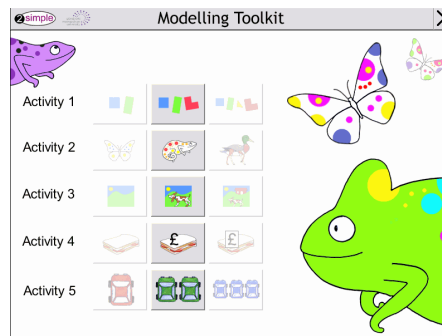 2simple
Modelling Toolkit
Activity 1
Activity 2
Activity 3
Activity 4
£
£
Activity 5